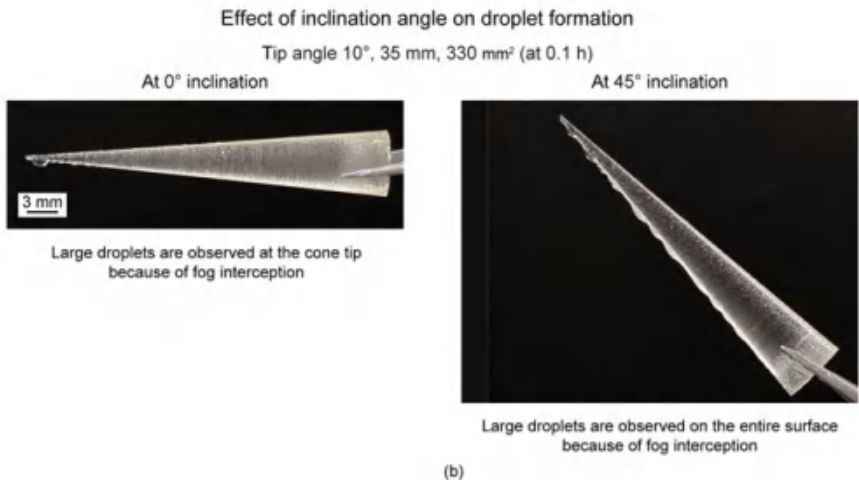 Effect of inclination angle on droplet formation
Tip angle 10°, 35 mm, 330 mm² (at 0.1 h)
At 0° inclination
At 45° inclination
3 mm
Large droplets are observed at the cone tip
because of fog interception
Large droplets are observed on the entire surface
because of fog interception
(b)